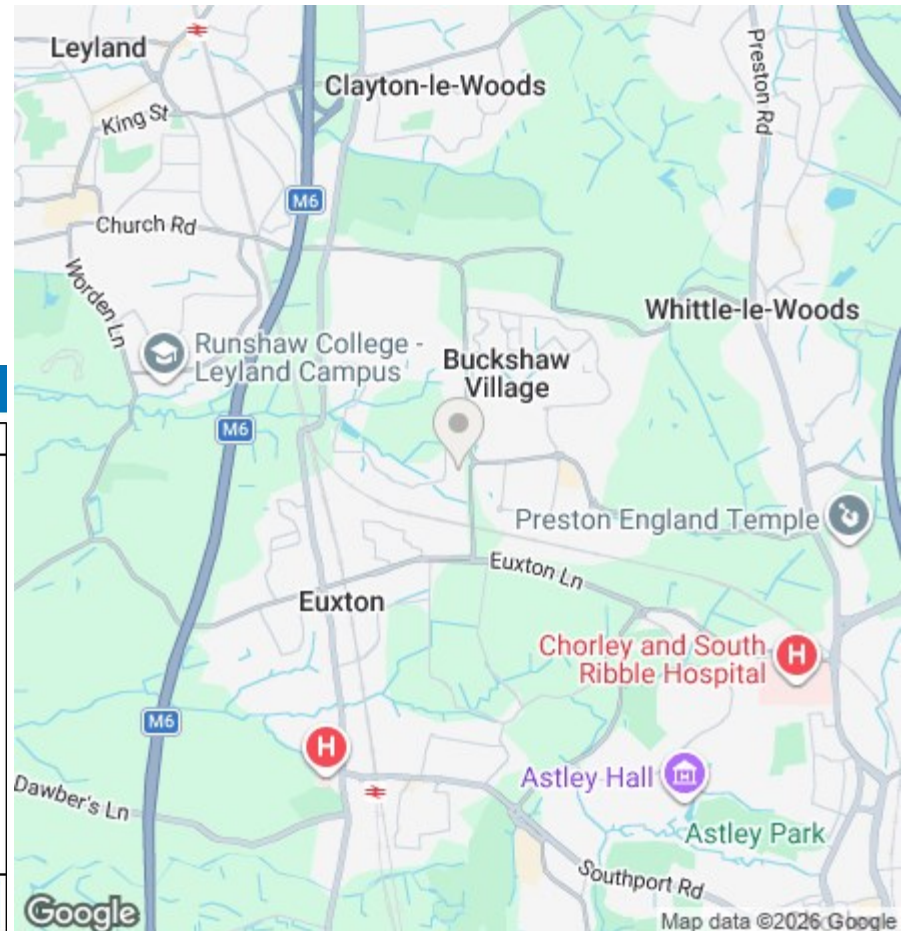 Leyland
Clayton-le-Woods
Preston Rd
King St
M6
Church Rd
Worden Ln
Whittle-le-Woods
Runshaw College -
Leyland Campus
Buckshaw
Village
M6
Preston England Temple
Euxton Ln
Euxton
Chorley and South
Ribble Hospital
H
M6
H
Astley Hall
Dawber's Ln
Astley Park
Southport Rd
Google
Map data ©2026 Google